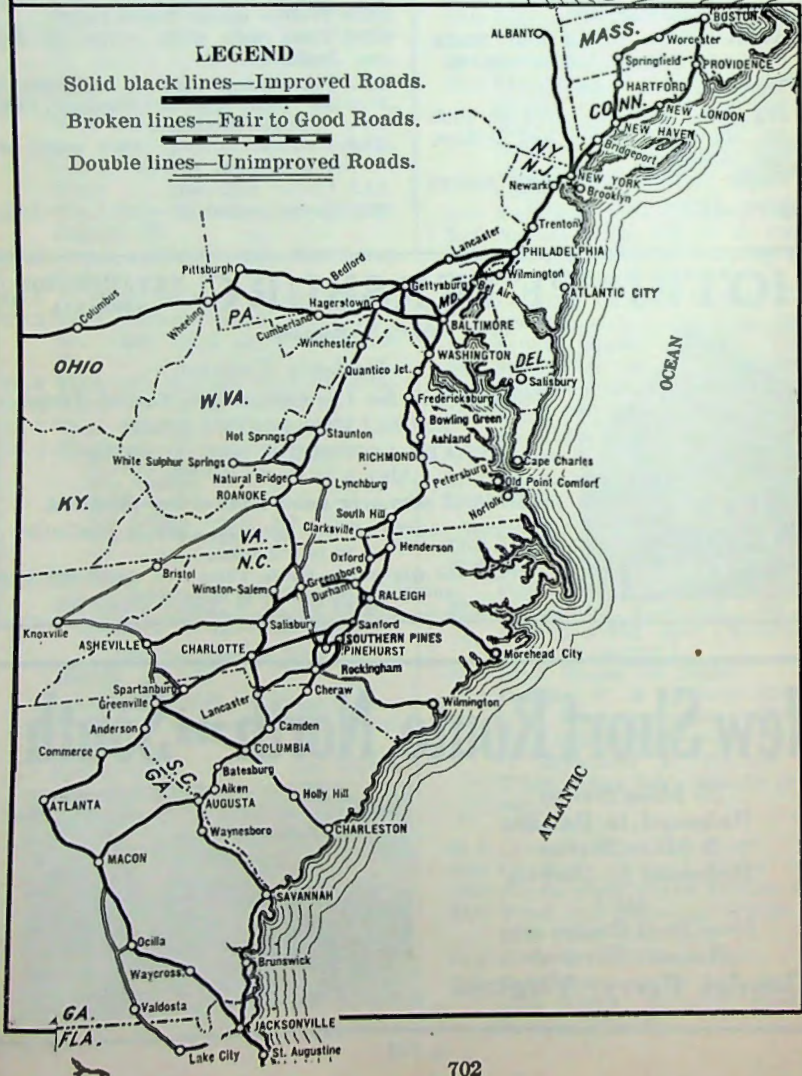 LEGEND
Solid black lines—Improved Roads.
Broken lines—Fair to Good Roads.
Double lines—Unimproved Roads.
BOSTON
ALBANY
MASS.
Worcester
Springfield
PROVIDENCE
HARTFORD
CONN.
NEW LONDON
NEW HAVEN
Bridgeport
N.Y.
N.J.
NEW YORK
Newark
Brooklyn
Trenton
Lancaster
PHILADELPHIA
Pittsburgh
Bedford
Wilmington
Gettysburg
Bel Air
ATLANTIC CITY
Columbus
Wheeling
PA.
Hagerstown
MD.
Cumberland
BALTIMORE
Winchester
WASHINGTON
OHIO
Quantico Jct.
DEL.
Salisbury
OCEAN
W.VA.
Fredericksburg
Bowling Green
Hot Springs
Staunton
Ashland
White Sulphur Springs
RICHMOND
Cape Charles
Natural Bridge
Lynchburg
Petersburg
Old Point Comfort
ROANOKE
Norfolk
KY.
South Hill
Clarksville
VA.
N.C.
Oxford
Henderson
Bristol
Greensboro
Winston-Salem
Durham
RALEIGH
Knoxville
Salisbury
Sanford
ASHEVILLE
CHARLOTTE
SOUTHERN PINES
PINEHURST
Morehead City
Rockingham
Spartanburg
Lancaster
Cheraw
Greenville
Wilmington
Anderson
Camden
Commerce
COLUMBIA
S.C.
GA.
Batesburg
Aiken
Holly Hill
ATLANTA
AUGUSTA
ATLANTIC
Waynesboro
CHARLESTON
MACON
SAVANNAH
Ocilla
Brunswick
Waycross
Valdosta
GA.
FLA.
JACKSONVILLE
Lake City
St. Augustine
702